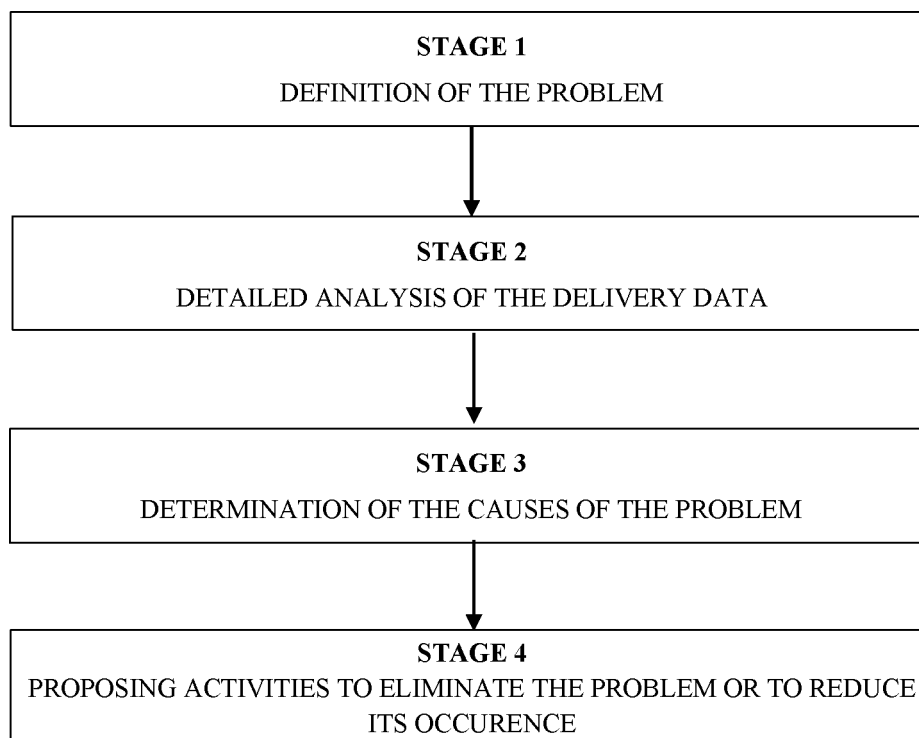 STAGE 1
DEFINITION OF THE PROBLEM
STAGE 2
DETAILED ANALYSIS OF THE DELIVERY DATA
STAGE 3
DETERMINATION OF THE CAUSES OF THE PROBLEM
STAGE 4
PROPOSING ACTIVITIES TO ELIMINATE THE PROBLEM OR TO REDUCE
ITS OCCURENCE